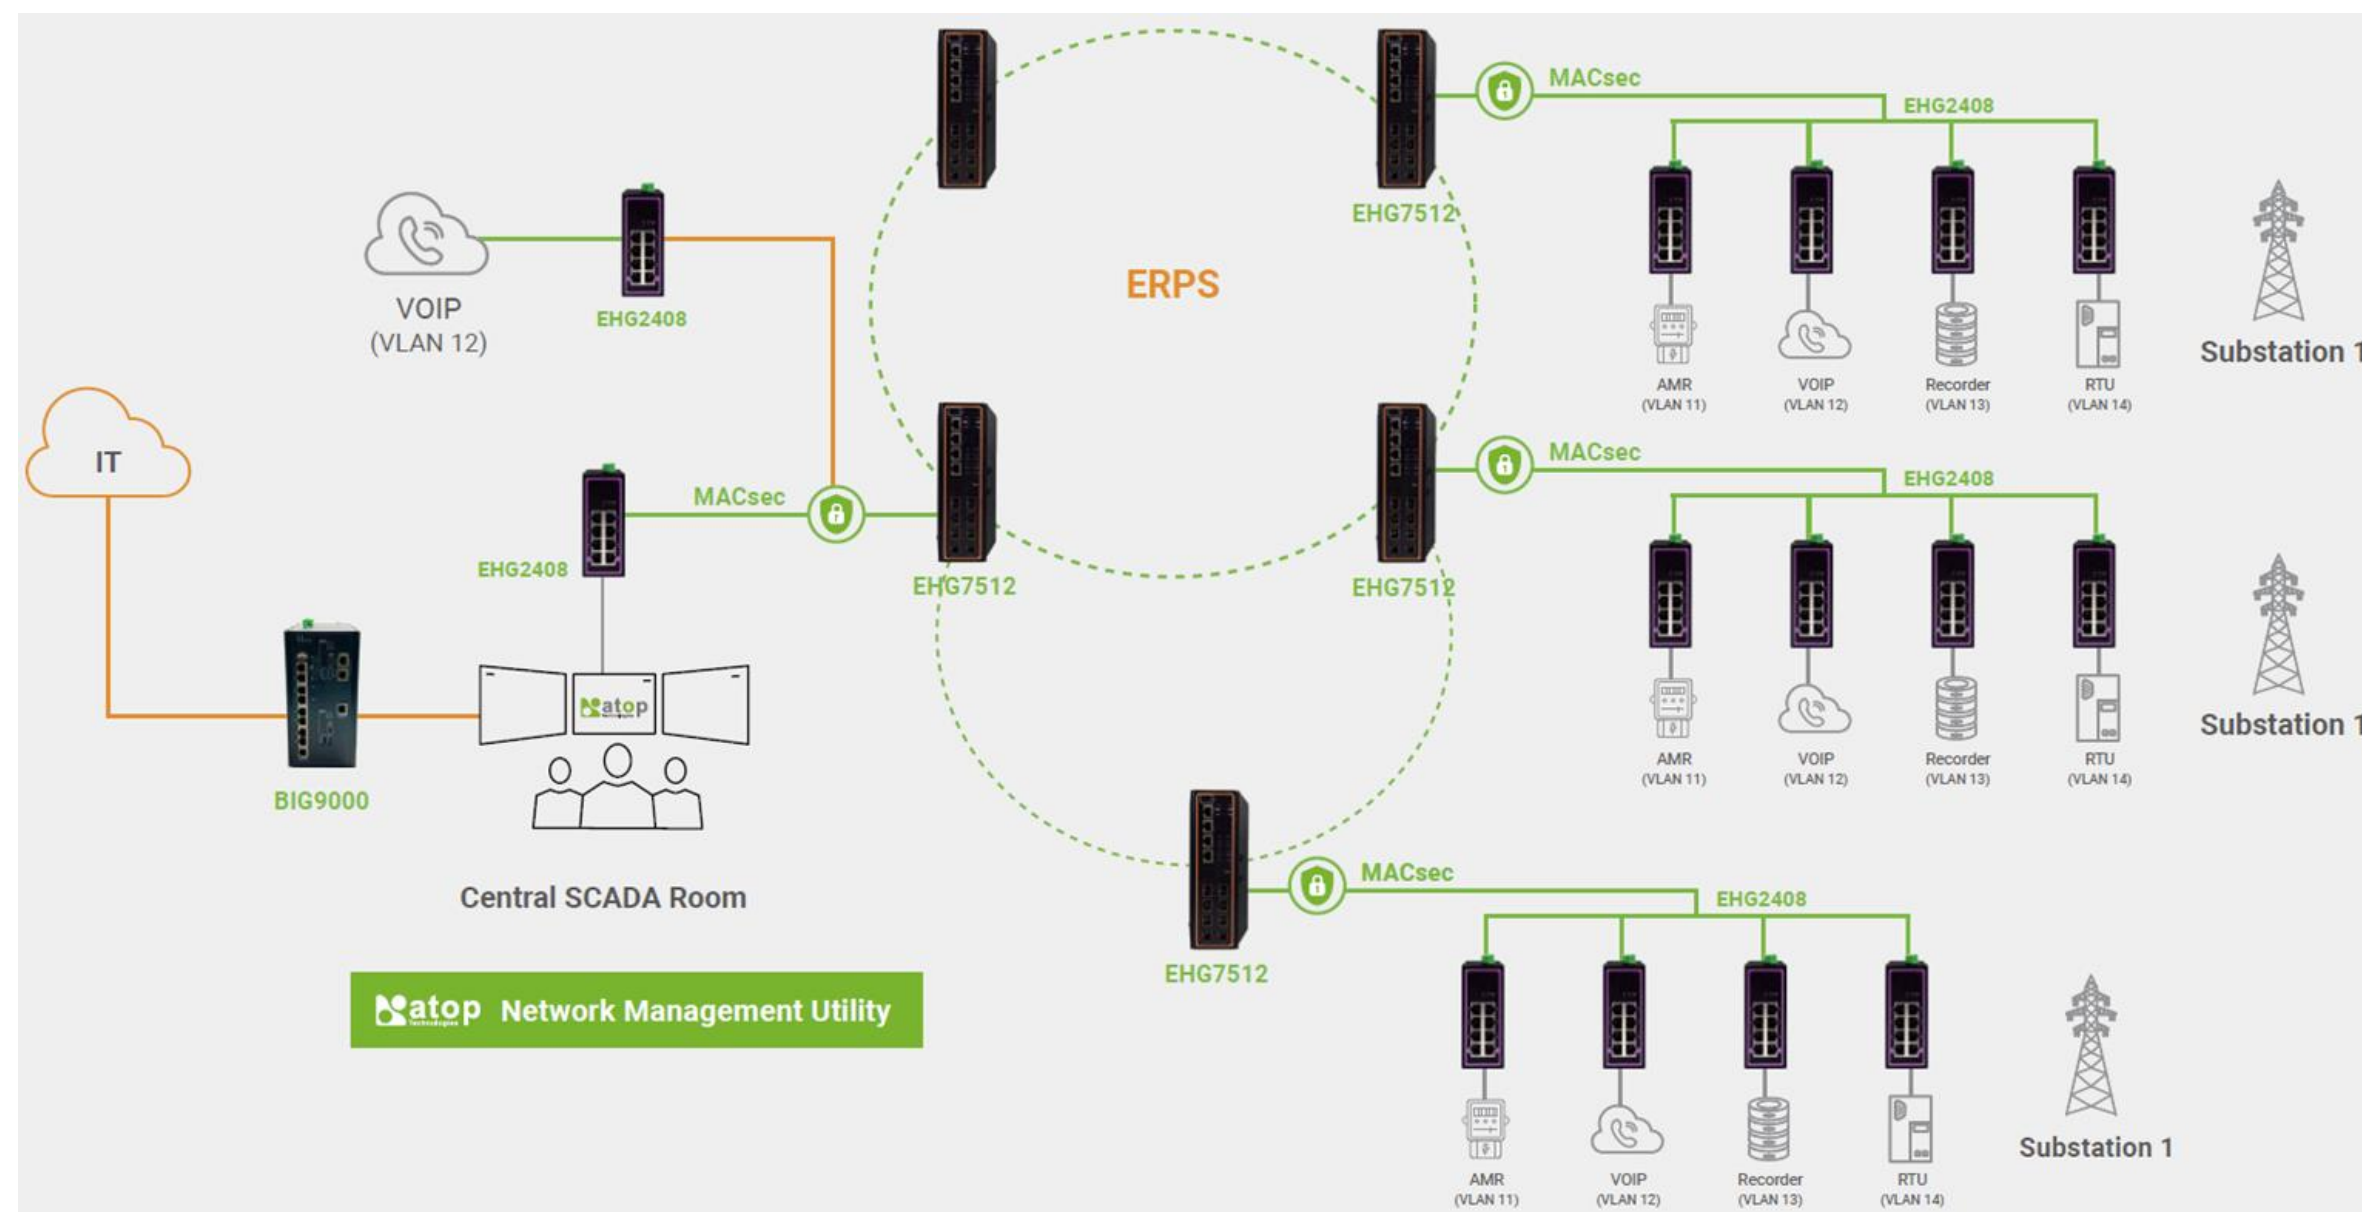 MACsec
EHG2408
EHG7512
ERPS
VOIP
(VLAN 12)
EHG2408
AMR
(VLAN 11)
VOIP
(VLAN 12)
Recorder
(VLAN 13)
RTU
(VLAN 14)
Substation 1
IT
MACsec
EHG2408
EHG7512
MACsec
EHG2408
EHG7512
AMR
(VLAN 11)
VOIP
(VLAN 12)
Recorder
(VLAN 13)
RTU
(VLAN 14)
Substation 1
atop
BIG9000
Central SCADA Room
MACsec
EHG2408
EHG7512
atop Technologies Network Management Utility
AMR
(VLAN 11)
VOIP
(VLAN 12)
Recorder
(VLAN 13)
RTU
(VLAN 14)
Substation 1